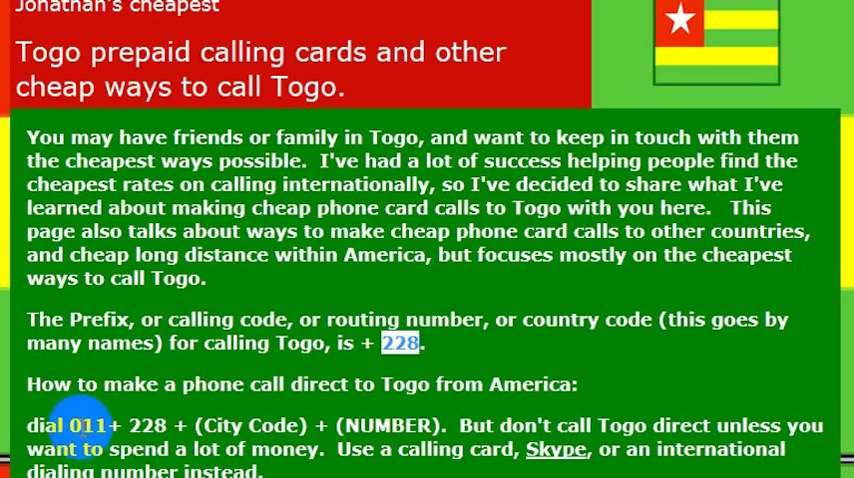 Jonathan's cheapest
Togo prepaid calling cards and other
cheap ways to call Togo.
You may have friends or family in Togo, and want to keep in touch with them
the cheapest ways possible.  I've had a lot of success helping people find the
cheapest rates on calling internationally, so I've decided to share what I've
learned about making cheap phone card calls to Togo with you here.   This
page also talks about ways to make cheap phone card calls to other countries,
and cheap long distance within America, but focuses mostly on the cheapest
ways to call Togo.
The Prefix, or calling code, or routing number, or country code (this goes by
many names) for calling Togo, is + 228.
How to make a phone call direct to Togo from America:
dial 011+ 228 + (City Code) + (NUMBER).  But don't call Togo direct unless you
want to spend a lot of money.  Use a calling card, Skype, or an international
dialing number instead.